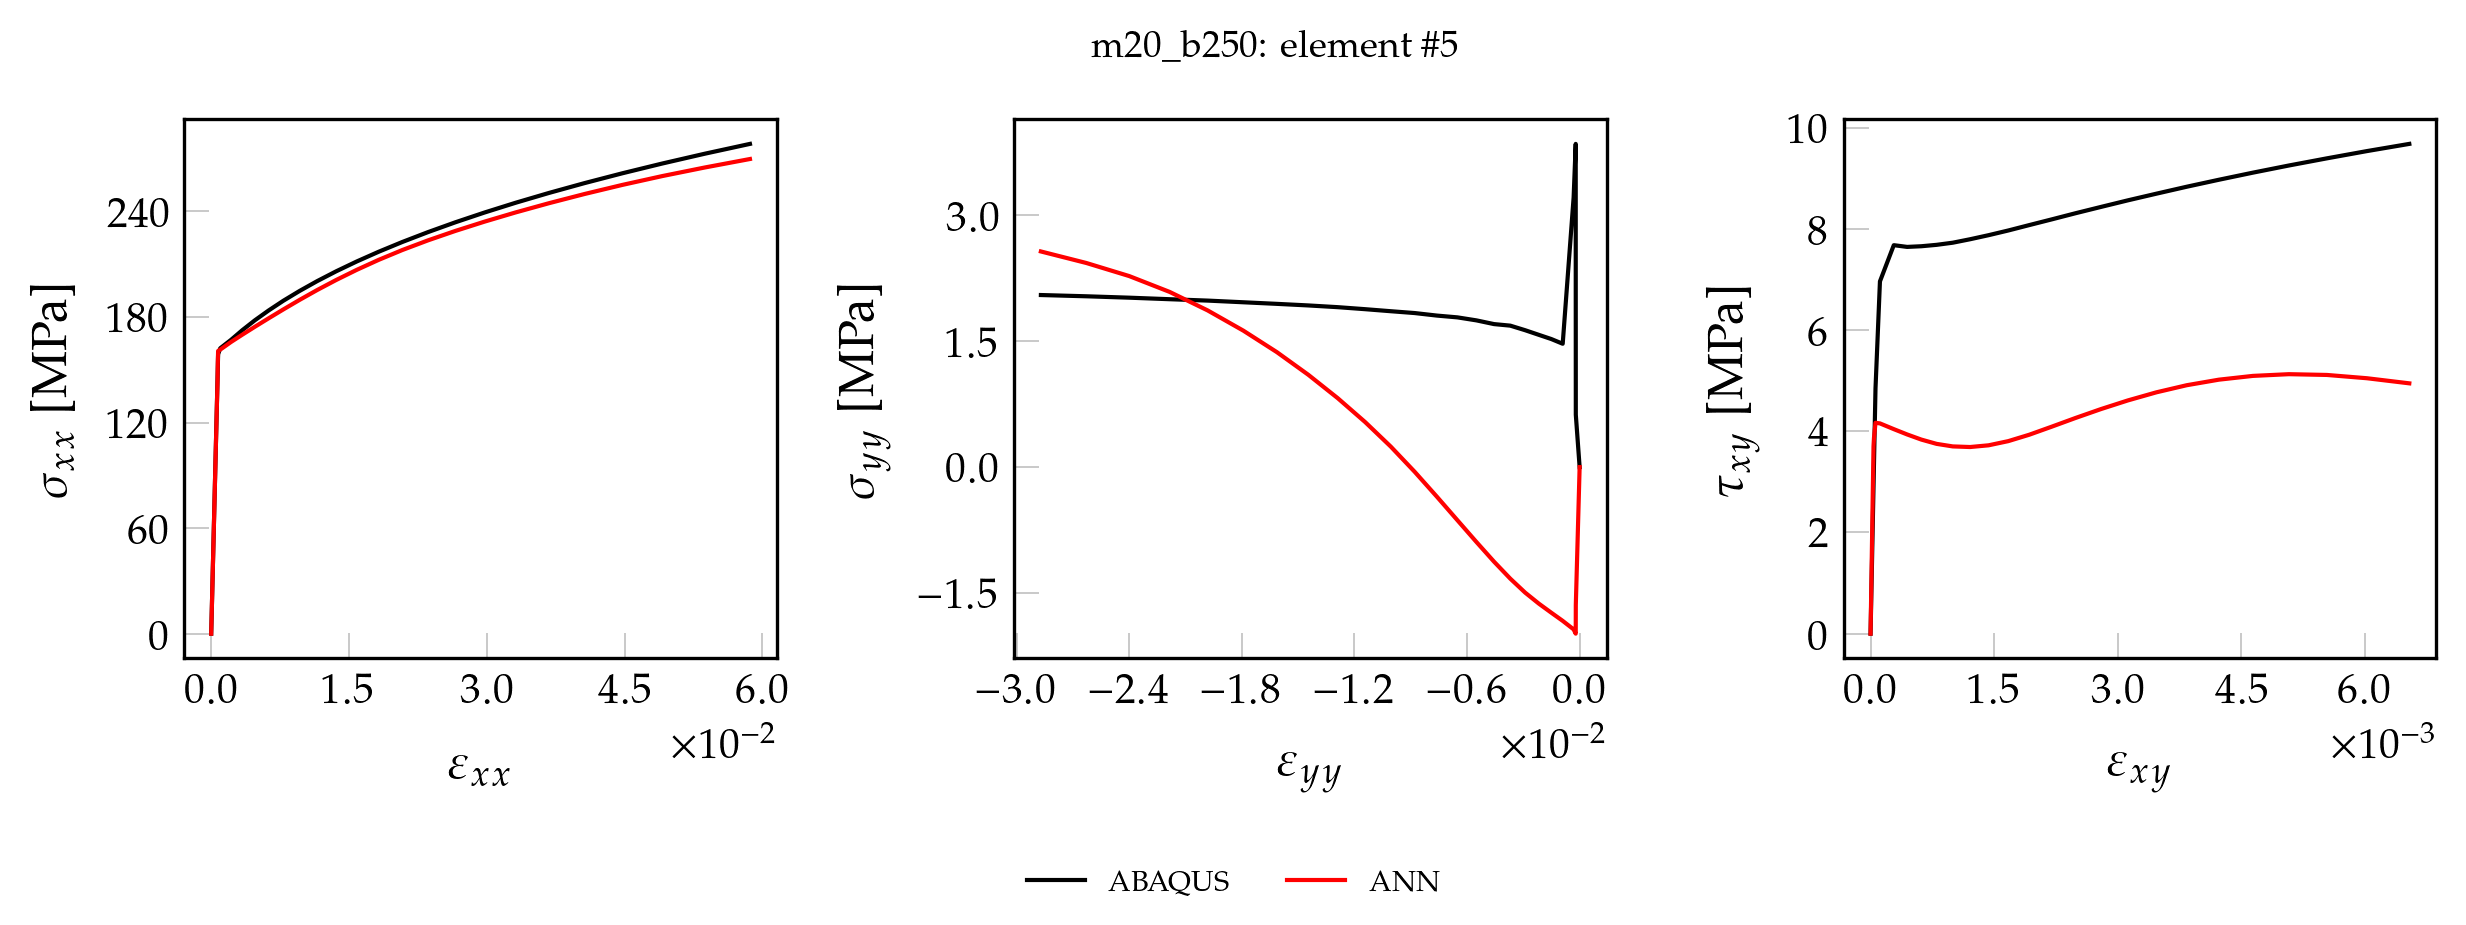 m20_b250: element #5
σxx [MPa]
240
180
120
60
0
0.0 1.5 3.0 4.5 6.0
×10−2
εxx
σyy [MPa]
3.0
1.5
0.0
−1.5
−3.0 −2.4 −1.8 −1.2 −0.6 0.0
×10−2
εyy
τxy [MPa]
10
8
6
4
2
0
0.0 1.5 3.0 4.5 6.0
×10−3
εxy
ABAQUS ANN